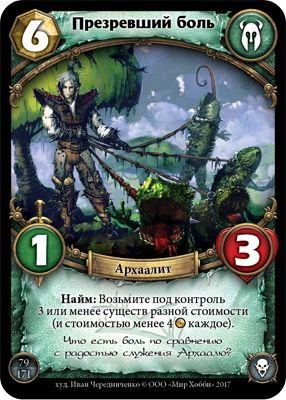 6
Презревший боль
1
3
Архаалит
Найм: Возьмите под контроль
3 или менее существ разной стоимости
(и стоимостью менее 4 каждое).
Что есть боль по сравнению
с радостью служения Архаалу?
79
171
худ. Иван Чередниченко © ООО «Мир Хобби» 2017